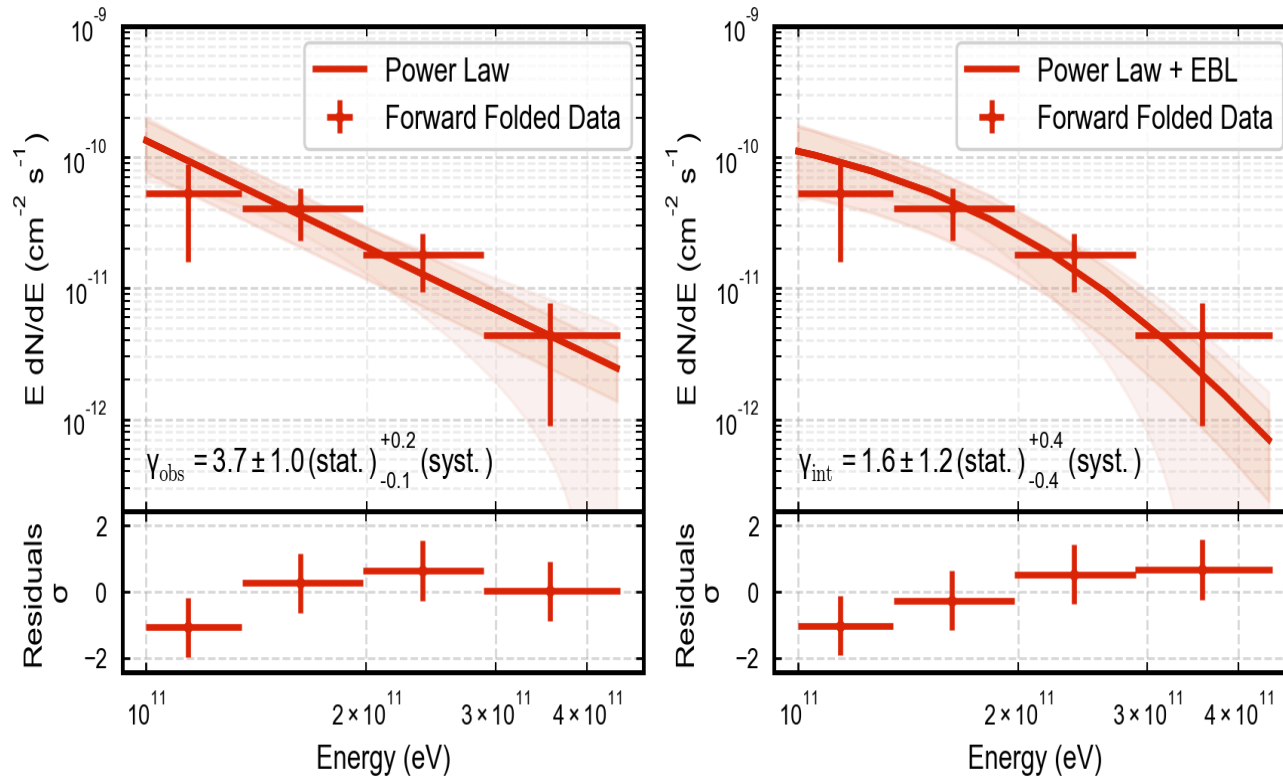 Power Law
Forward Folded Data
10^-9
10^-10
10^-11
10^-12
E dN/dE (cm^-2 s^-1)
γ_obs = 3.7 ± 1.0 (stat.) +0.2 -0.1 (syst.)
2
0
−2
Residuals
σ
10^11
2 × 10^11
3 × 10^11
4 × 10^11
Energy (eV)
Power Law + EBL
Forward Folded Data
10^-9
10^-10
10^-11
10^-12
E dN/dE (cm^-2 s^-1)
γ_int = 1.6 ± 1.2 (stat.) +0.4 -0.4 (syst.)
2
0
−2
Residuals
σ
10^11
2 × 10^11
3 × 10^11
4 × 10^11
Energy (eV)